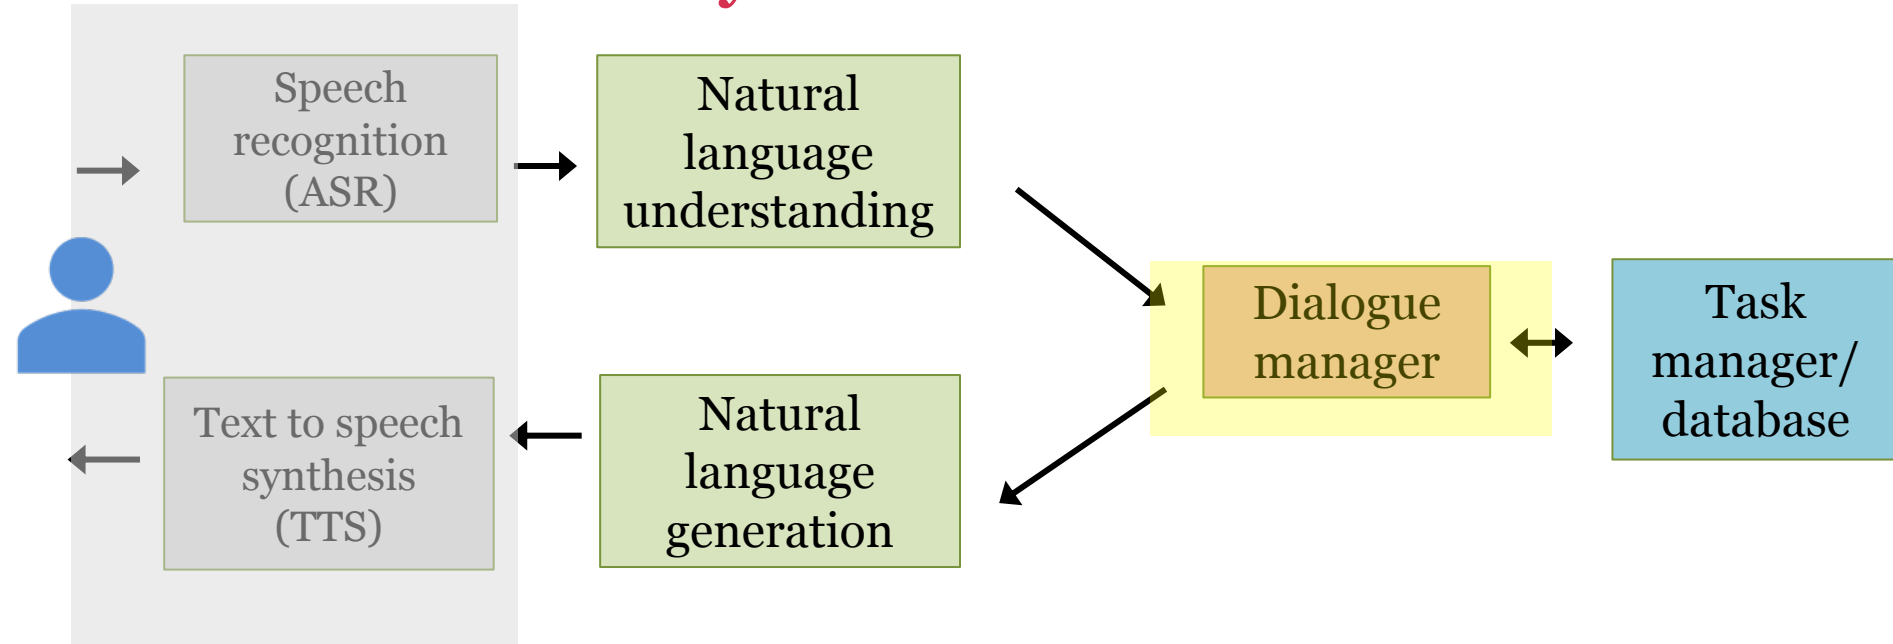 Speech
recognition
(ASR)
Natural
language
understanding
Dialogue
manager
Task
manager/
database
Text to speech
synthesis
(TTS)
Natural
language
generation